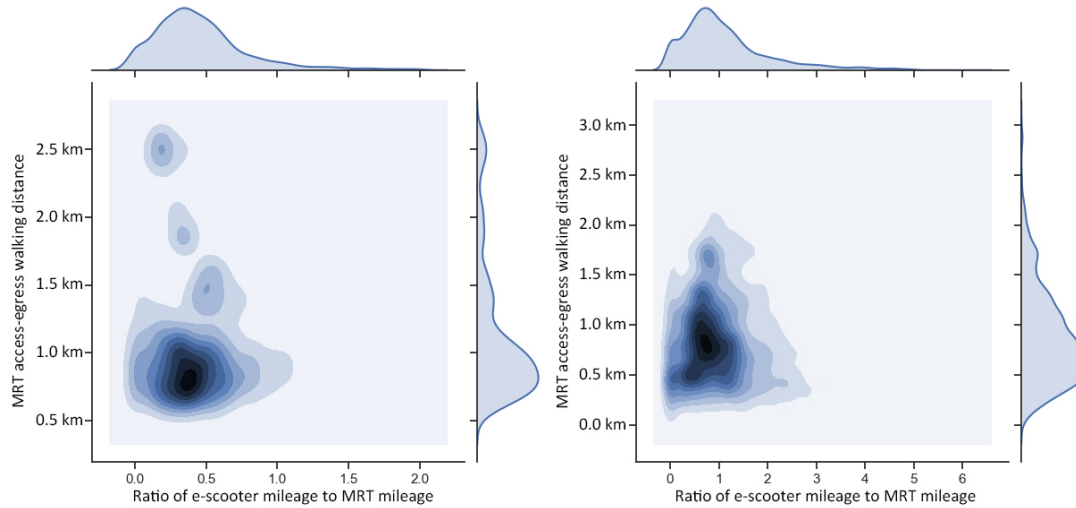 2.5 km
2.0 km
1.5 km
1.0 km
0.5 km
MRT access-egress walking distance
0.0 0.5 1.0 1.5 2.0
Ratio of e-scooter mileage to MRT mileage
3.0 km
2.5 km
2.0 km
1.5 km
1.0 km
0.5 km
0.0 km
MRT access-egress walking distance
0 1 2 3 4 5 6
Ratio of e-scooter mileage to MRT mileage